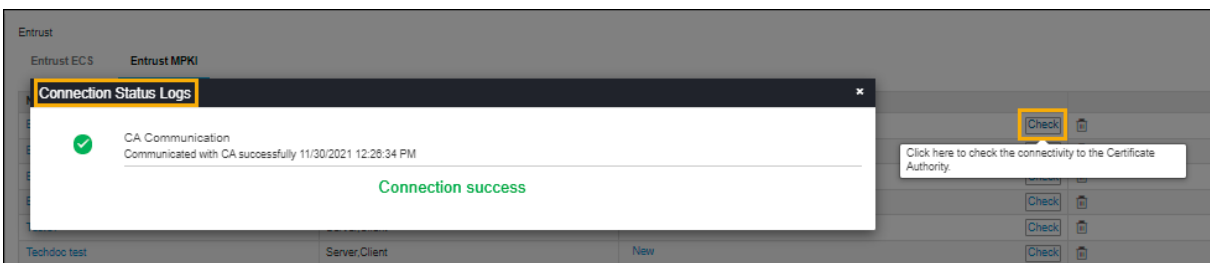 Entrust
Entrust ECS Entrust MPKI
Connection Status Logs ×
CA Communication
Communicated with CA successfully 11/30/2021 12:26:34 PM
Connection success
Check
Click here to check the connectivity to the Certificate
Authority.
Check
Check
Techdoc test Server,Client New Check